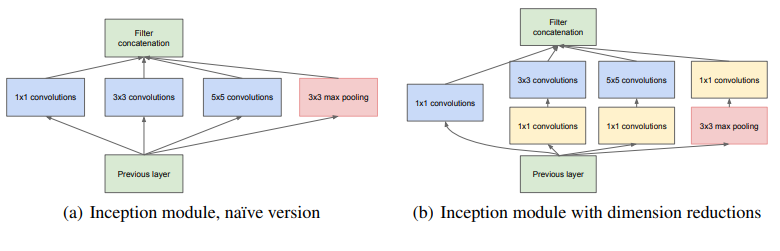 Filter
concatenation
1x1 convolutions
3x3 convolutions
5x5 convolutions
3x3 max pooling
Previous layer
(a) Inception module, naïve version
Filter
concatenation
3x3 convolutions
5x5 convolutions
1x1 convolutions
1x1 convolutions
1x1 convolutions
1x1 convolutions
3x3 max pooling
Previous layer
(b) Inception module with dimension reductions